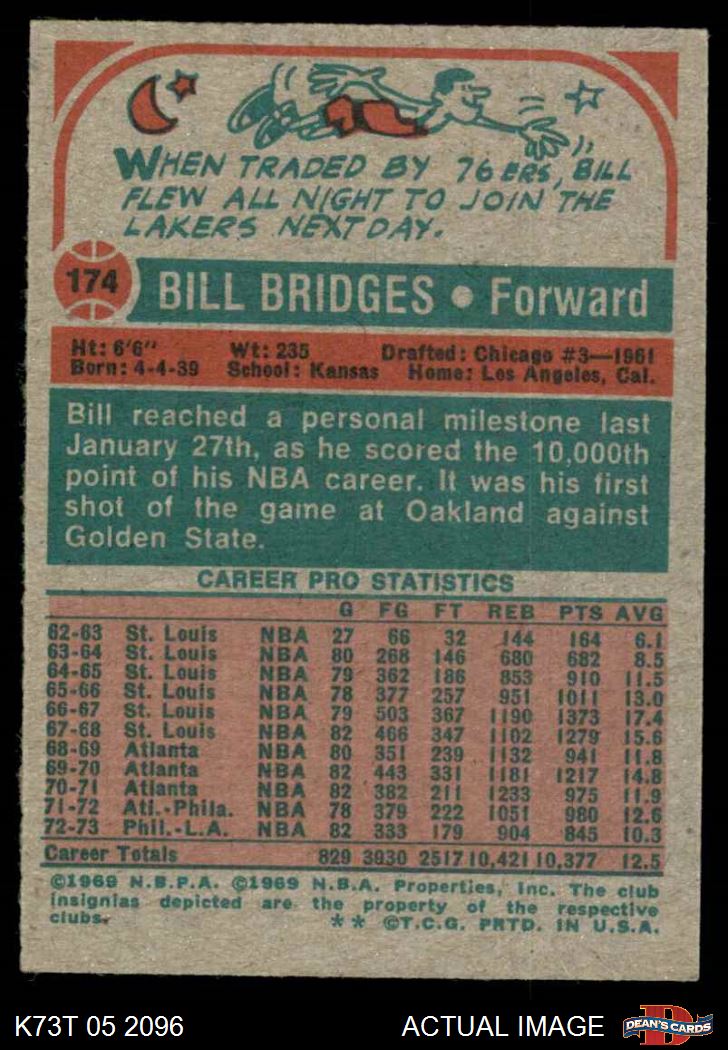 WHEN TRADED BY 76ERS, BILL
FLEW ALL NIGHT TO JOIN THE
LAKERS NEXT DAY.
174 BILL BRIDGES • Forward
Ht: 6'6" Wt: 235 Drafted: Chicago #3—1961
Born: 4-4-39 School: Kansas Home: Los Angeles, Cal.
Bill reached a personal milestone last
January 27th, as he scored the 10,000th
point of his NBA career. It was his first
shot of the game at Oakland against
Golden State.
CAREER PRO STATISTICS
G FG FT REB PTS AVG
62-63 St. Louis NBA 27 66 32 144 164 6.1
63-64 St. Louis NBA 80 268 146 680 682 8.5
64-65 St. Louis NBA 79 362 186 853 910 11.5
65-66 St. Louis NBA 78 377 257 951 1011 13.0
66-67 St. Louis NBA 79 503 367 1190 1373 17.4
67-68 St. Louis NBA 82 466 347 1102 1279 15.6
68-69 Atlanta NBA 80 351 239 1132 941 11.8
69-70 Atlanta NBA 82 443 331 1181 1217 14.8
70-71 Atlanta NBA 82 382 211 1233 975 11.9
71-72 Atl.-Phila. NBA 78 379 222 1051 980 12.6
72-73 Phil.-L.A. NBA 82 333 179 904 845 10.3
Career Totals 829 3930 2517 10,421 10,377 12.5
©1969 N.B.P.A. ©1969 N.B.A. Properties, Inc. The club
insignias depicted are the property of the respective
clubs. ** ©T.C.G. PRTD. IN U.S.A.
K73T 05 2096 ACTUAL IMAGE D DEAN'S CARDS